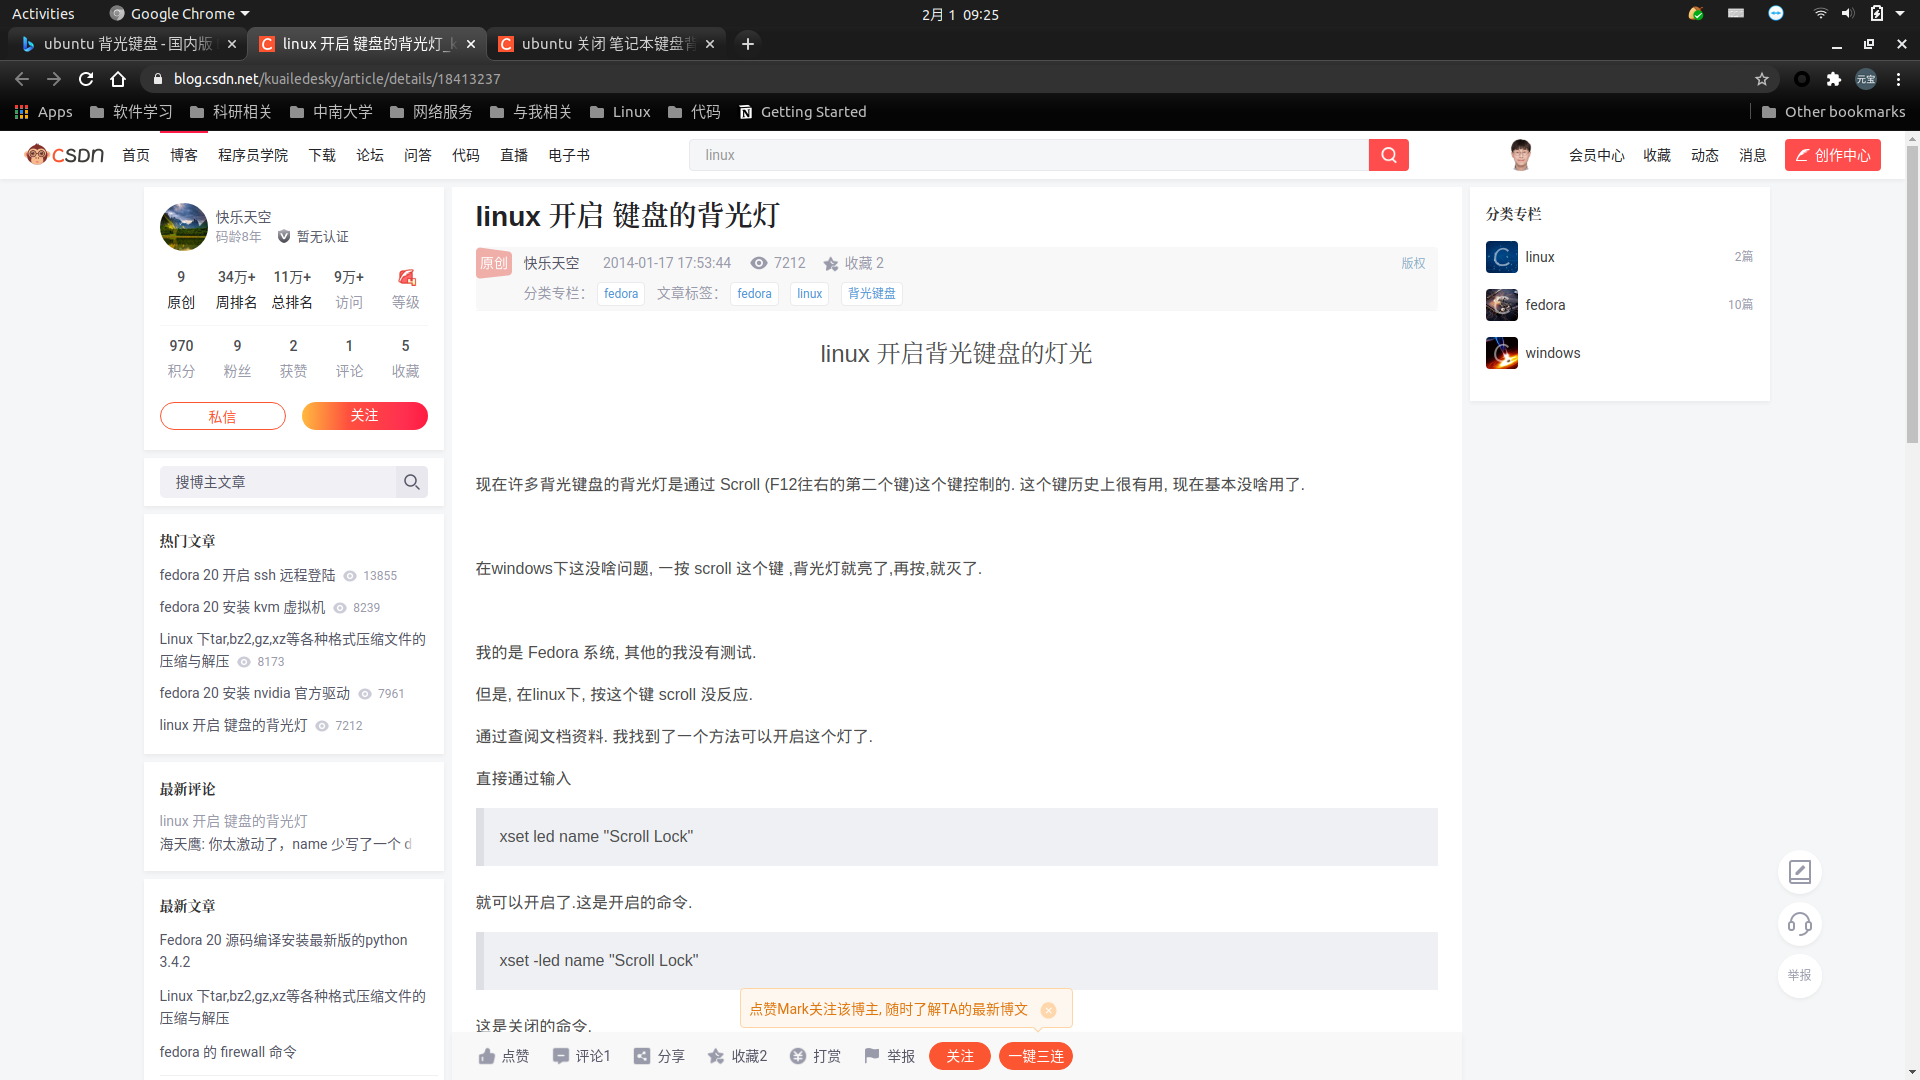 Activities
Google Chrome
2月 1 09:25
ubuntu 背光键盘 - 国内版
linux 开启 键盘的背光灯_k
ubuntu 关闭 笔记本键盘背
blog.csdn.net/kuailedesky/article/details/18413237
元宝
Apps
软件学习
科研相关
中南大学
网络服务
与我相关
Linux
代码
Getting Started
Other bookmarks
CSDN
首页
博客
程序员学院
下载
论坛
问答
代码
直播
电子书
linux
会员中心
收藏
动态
消息
创作中心
快乐天空
码龄8年
暂无认证
9 34万+ 11万+ 9万+
原创 周排名 总排名 访问 等级
970 9 2 1 5
积分 粉丝 获赞 评论 收藏
私信
关注
搜博主文章
热门文章
fedora 20 开启 ssh 远程登陆 13855
fedora 20 安装 kvm 虚拟机 8239
Linux 下tar,bz2,gz,xz等各种格式压缩文件的
压缩与解压 8173
fedora 20 安装 nvidia 官方驱动 7961
linux 开启 键盘的背光灯 7212
最新评论
linux 开启 键盘的背光灯
海天鹰: 你太激动了，name 少写了一个 d
最新文章
Fedora 20 源码编译安装最新版的python
3.4.2
Linux 下tar,bz2,gz,xz等各种格式压缩文件的
压缩与解压
fedora 的 firewall 命令
linux 开启 键盘的背光灯
原创 快乐天空 2014-01-17 17:53:44 7212 收藏 2 版权
分类专栏： fedora 文章标签： fedora linux 背光键盘
linux 开启背光键盘的灯光
现在许多背光键盘的背光灯是通过 Scroll (F12往右的第二个键)这个键控制的. 这个键历史上很有用, 现在基本没啥用了.
在windows下这没啥问题, 一按 scroll 这个键 ,背光灯就亮了,再按,就灭了.
我的是 Fedora 系统, 其他的我没有测试.
但是, 在linux下, 按这个键 scroll 没反应.
通过查阅文档资料. 我找到了一个方法可以开启这个灯了.
直接通过输入
xset led name "Scroll Lock"
就可以开启了.这是开启的命令.
xset -led name "Scroll Lock"
这是关闭的命令.
点赞Mark关注该博主, 随时了解TA的最新博文
点赞 评论1 分享 收藏2 打赏 举报 关注 一键三连
分类专栏
linux 2篇
fedora 10篇
windows
举报